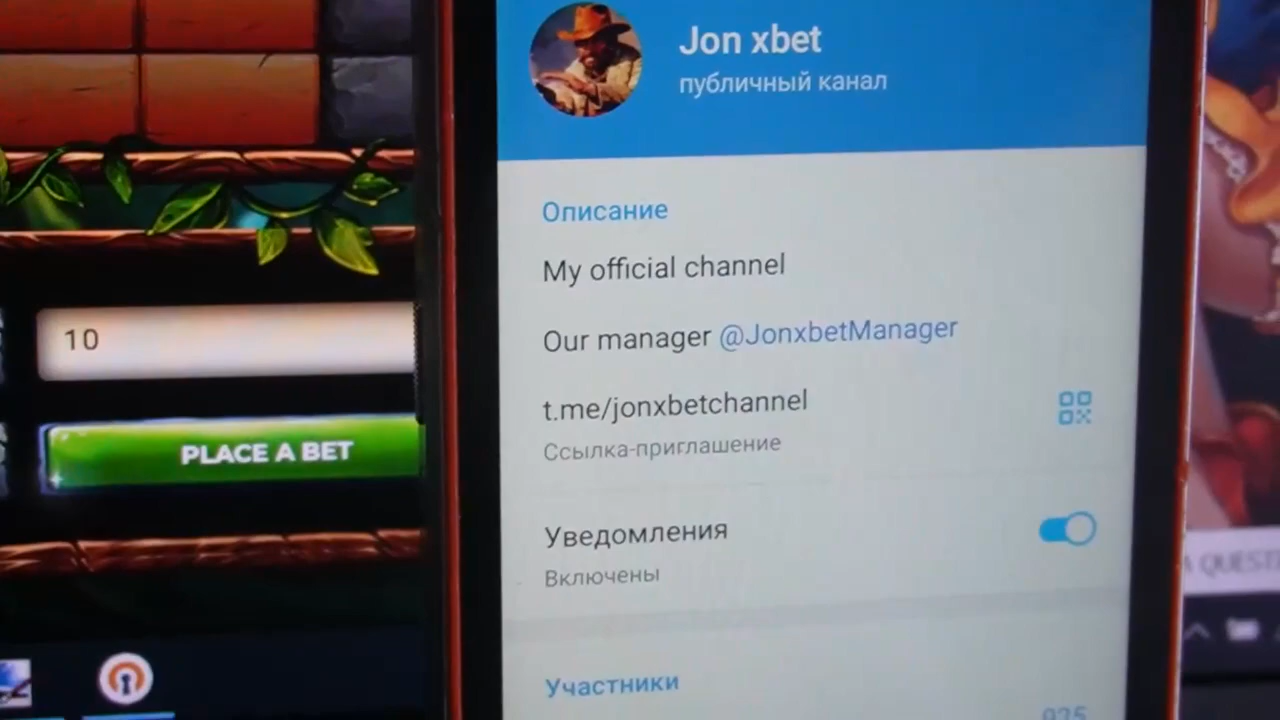 Jon xbet
публичный канал
Описание
My official channel
Our manager @JonxbetManager
t.me/jonxbetchannel
Ссылка-приглашение
Уведомления
Включены
Участники
10
PLACE A BET